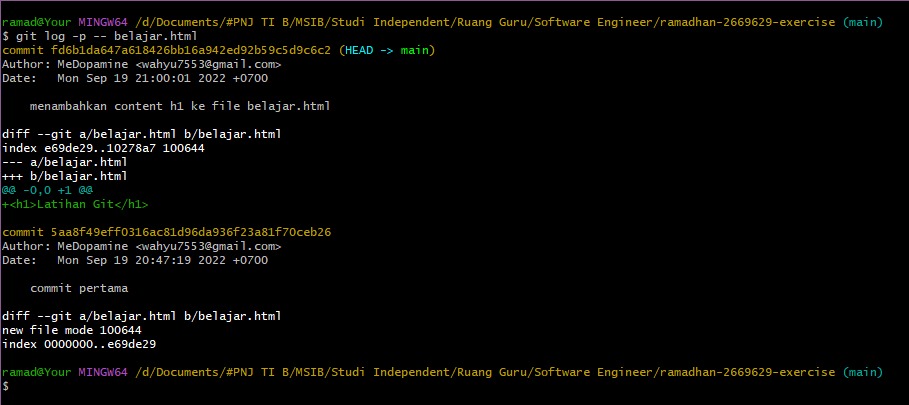 ramad@Your MINGW64 /d/Documents/#PNJ TI B/MSIB/Studi Independent/Ruang Guru/Software Engineer/ramadhan-2669629-exercise (main)
$ git log -p -- belajar.html
commit fd6b1da647a618426bb16a942ed92b59c5d9c6c2 (HEAD -> main)
Author: MeDopamine <wahyu7553@gmail.com>
Date:   Mon Sep 19 21:00:01 2022 +0700

    menambahkan content h1 ke file belajar.html

diff --git a/belajar.html b/belajar.html
index e69de29..10278a7 100644
--- a/belajar.html
+++ b/belajar.html
@@ -0,0 +1 @@
+<h1>Latihan Git</h1>

commit 5aa8f49eff0316ac81d96da936f23a81f70ceb26
Author: MeDopamine <wahyu7553@gmail.com>
Date:   Mon Sep 19 20:47:19 2022 +0700

    commit pertama

diff --git a/belajar.html b/belajar.html
new file mode 100644
index 0000000..e69de29

ramad@Your MINGW64 /d/Documents/#PNJ TI B/MSIB/Studi Independent/Ruang Guru/Software Engineer/ramadhan-2669629-exercise (main)
$